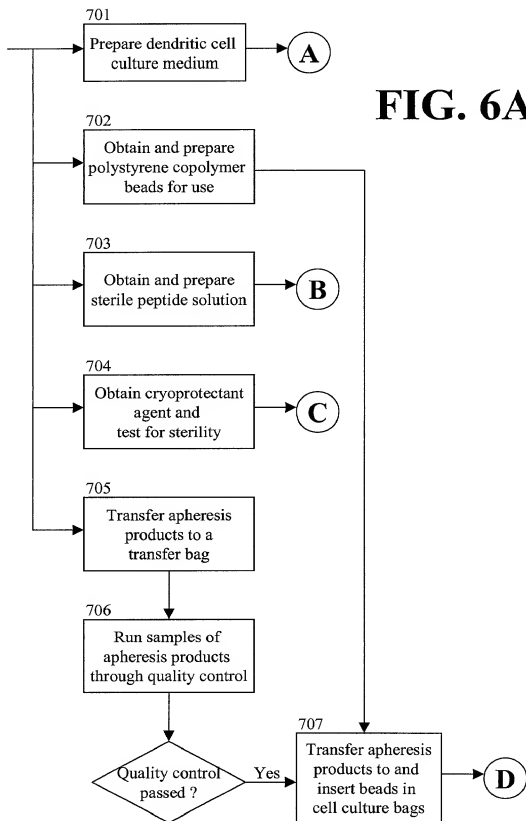 701
Prepare dendritic cell
culture medium
A
FIG. 6A
702
Obtain and prepare
polystyrene copolymer
beads for use
703
Obtain and prepare
sterile peptide solution
B
704
Obtain cryoprotectant
agent and
test for sterility
C
705
Transfer apheresis
products to a
transfer bag
706
Run samples of
apheresis products
through quality control
Quality control
passed ?
Yes
707
Transfer apheresis
products to and
insert beads in
cell culture bags
D